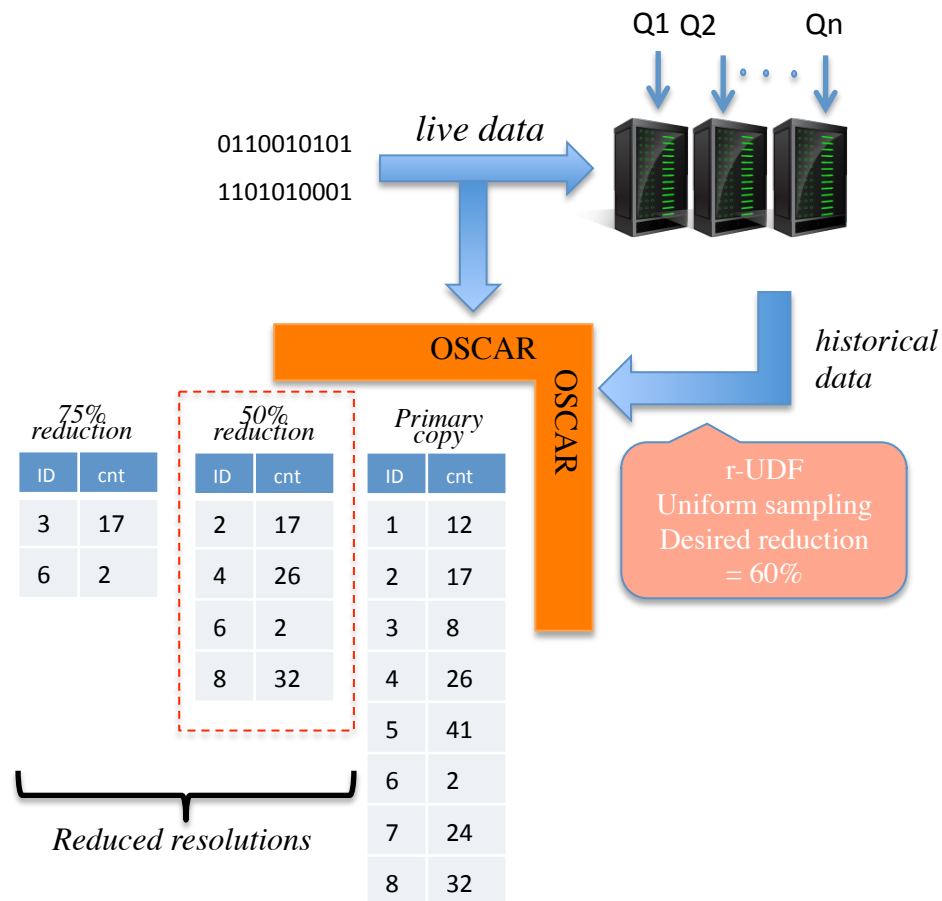 Q1 Q2 Qn
live data
0110010101
1101010001
OSCAR
OSCAR
historical
data
r-UDF
Uniform sampling
Desired reduction
= 60%
75%
reduction
ID cnt
3 17
6 2
50%
reduction
ID cnt
2 17
4 26
6 2
8 32
Primary
copy
ID cnt
1 12
2 17
3 8
4 26
5 41
6 2
7 24
8 32
Reduced resolutions